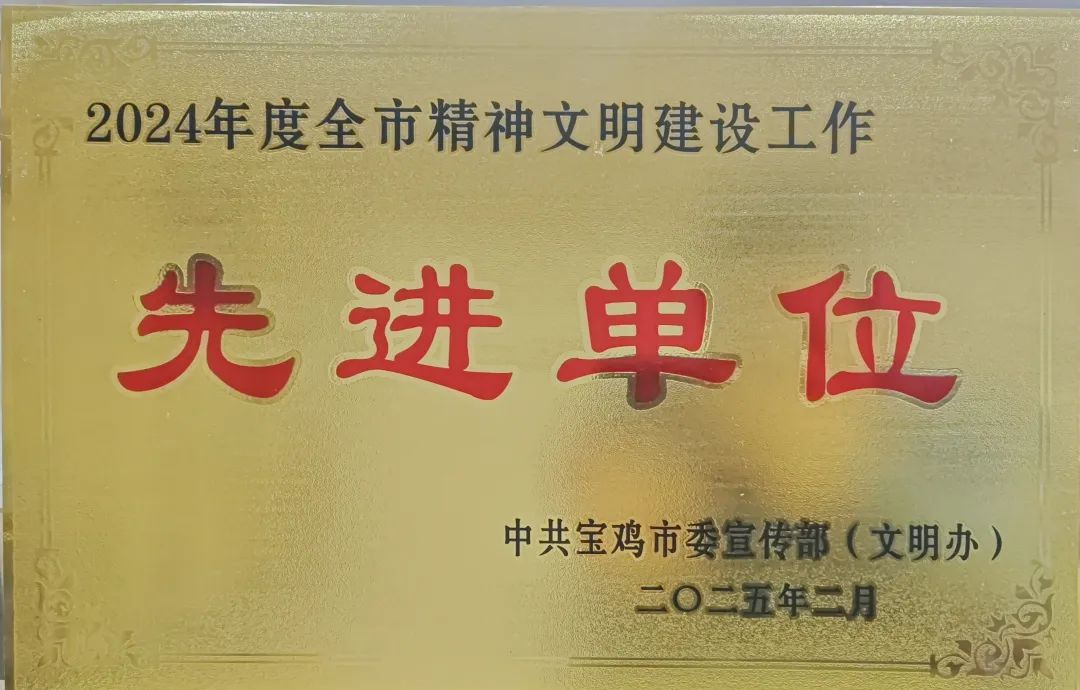 2024年度全市精神文明建设工作
先进单位
中共宝鸡市委宣传部（文明办）
二〇二五年二月